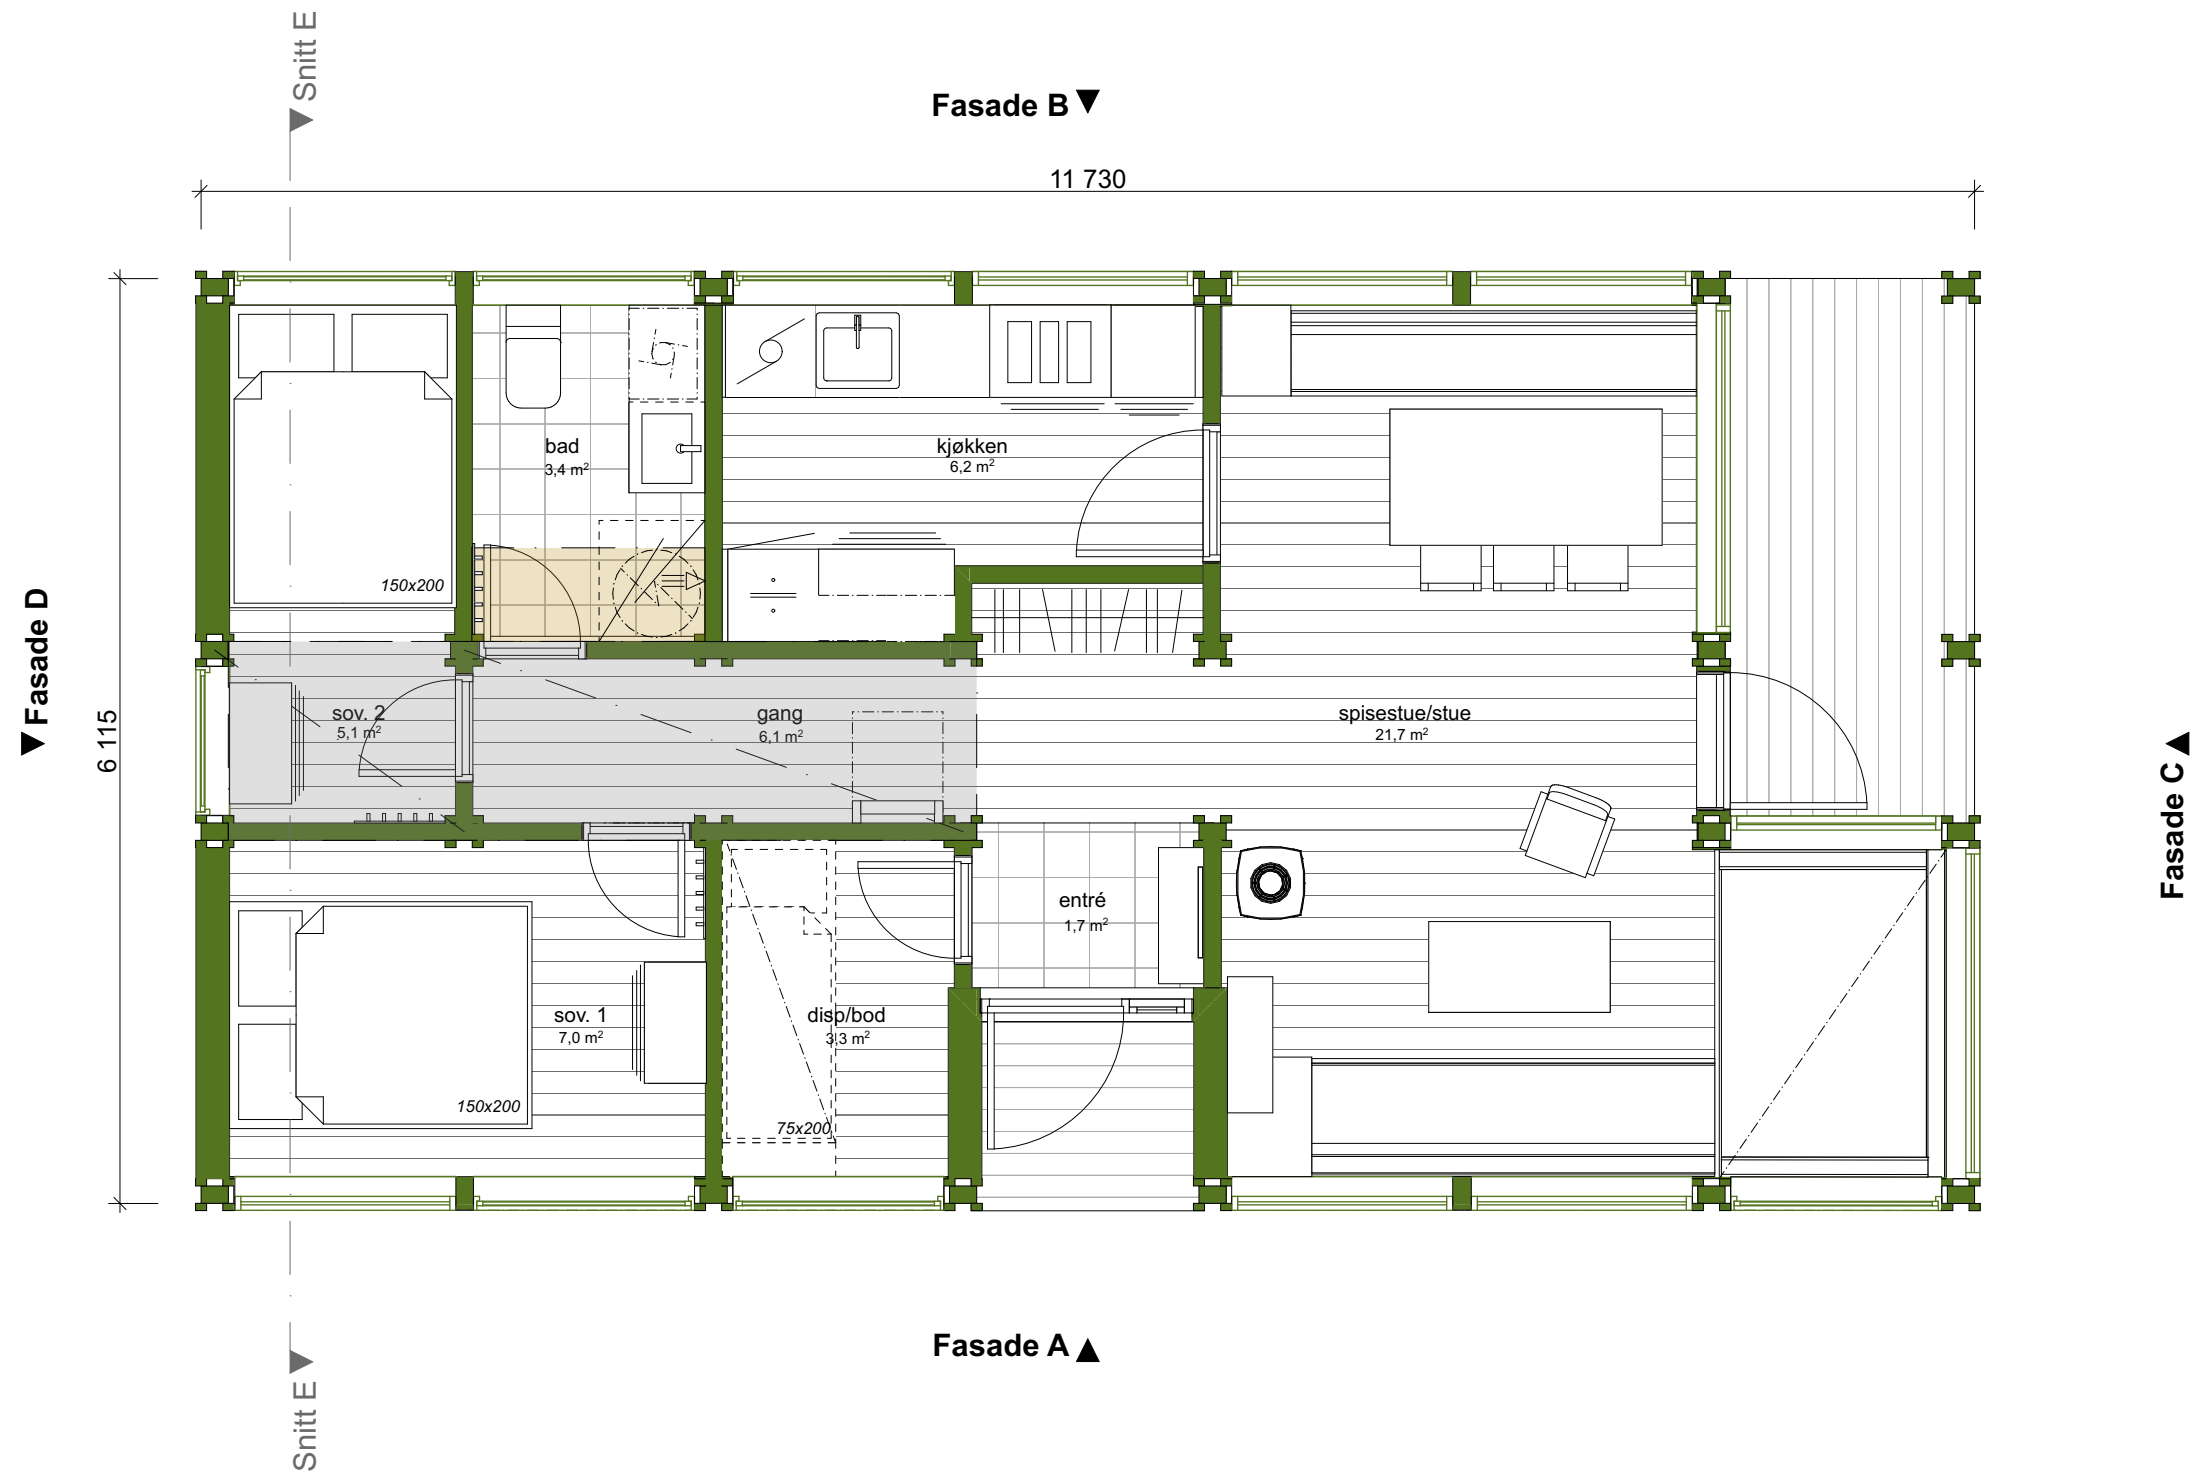 Snitt E
Fasade B
11 730
bad
3,4 m²
kjøkken
6,2 m²
150x200
Fasade D
6 115
sov. 2
5,1 m²
gang
6,1 m²
spisestue/stue
21,7 m²
Fasade C
entré
1,7 m²
sov. 1
7,0 m²
disp/bod
3,3 m²
150x200
75x200
Fasade A
Snitt E